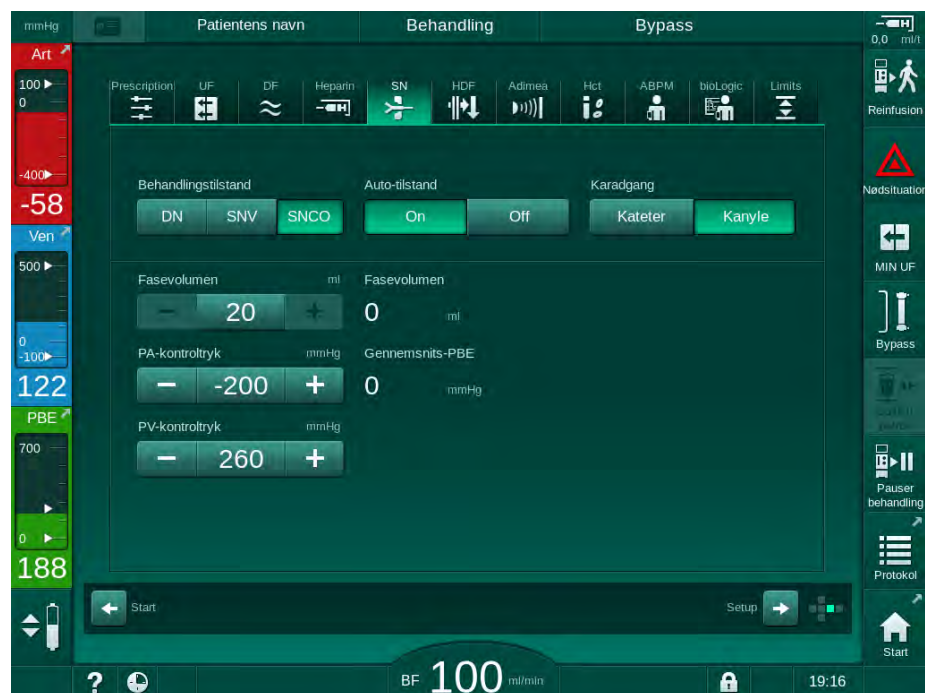 mmHg
Patientens navn
Behandling
Bypass
0,0 ml/t
Art
100
0
-400
-58
Ven
500
0
-100
122
PBE
700
0
188
Prescription
UF
DF
Heparin
SN
HDF
Adimea
Hct
ABPM
bioLogic
Limits
Behandlingstilstand
Auto-tilstand
Karadgang
DN
SNV
SNCO
On
Off
Kateter
Kanyle
Fasevolumen ml
Fasevolumen
− 20 +
0 ml
PA-kontroltryk mmHg
Gennemsnits-PBE
− -200 +
0 mmHg
PV-kontroltryk mmHg
− 260 +
Start
Setup
Reinfusion
Nødsituation
MIN UF
Bypass
Pauser
behandling
Protokol
Start
?
BF 100 ml/min
19:16